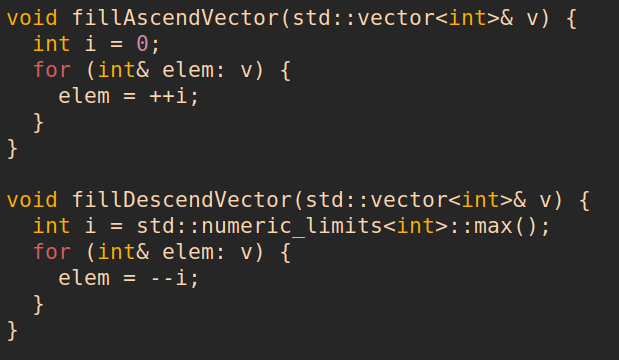 void fillAscendVector(std::vector<int>& v) {
  int i = 0;
  for (int& elem: v) {
    elem = ++i;
  }
}

void fillDescendVector(std::vector<int>& v) {
  int i = std::numeric_limits<int>::max();
  for (int& elem: v) {
    elem = --i;
  }
}